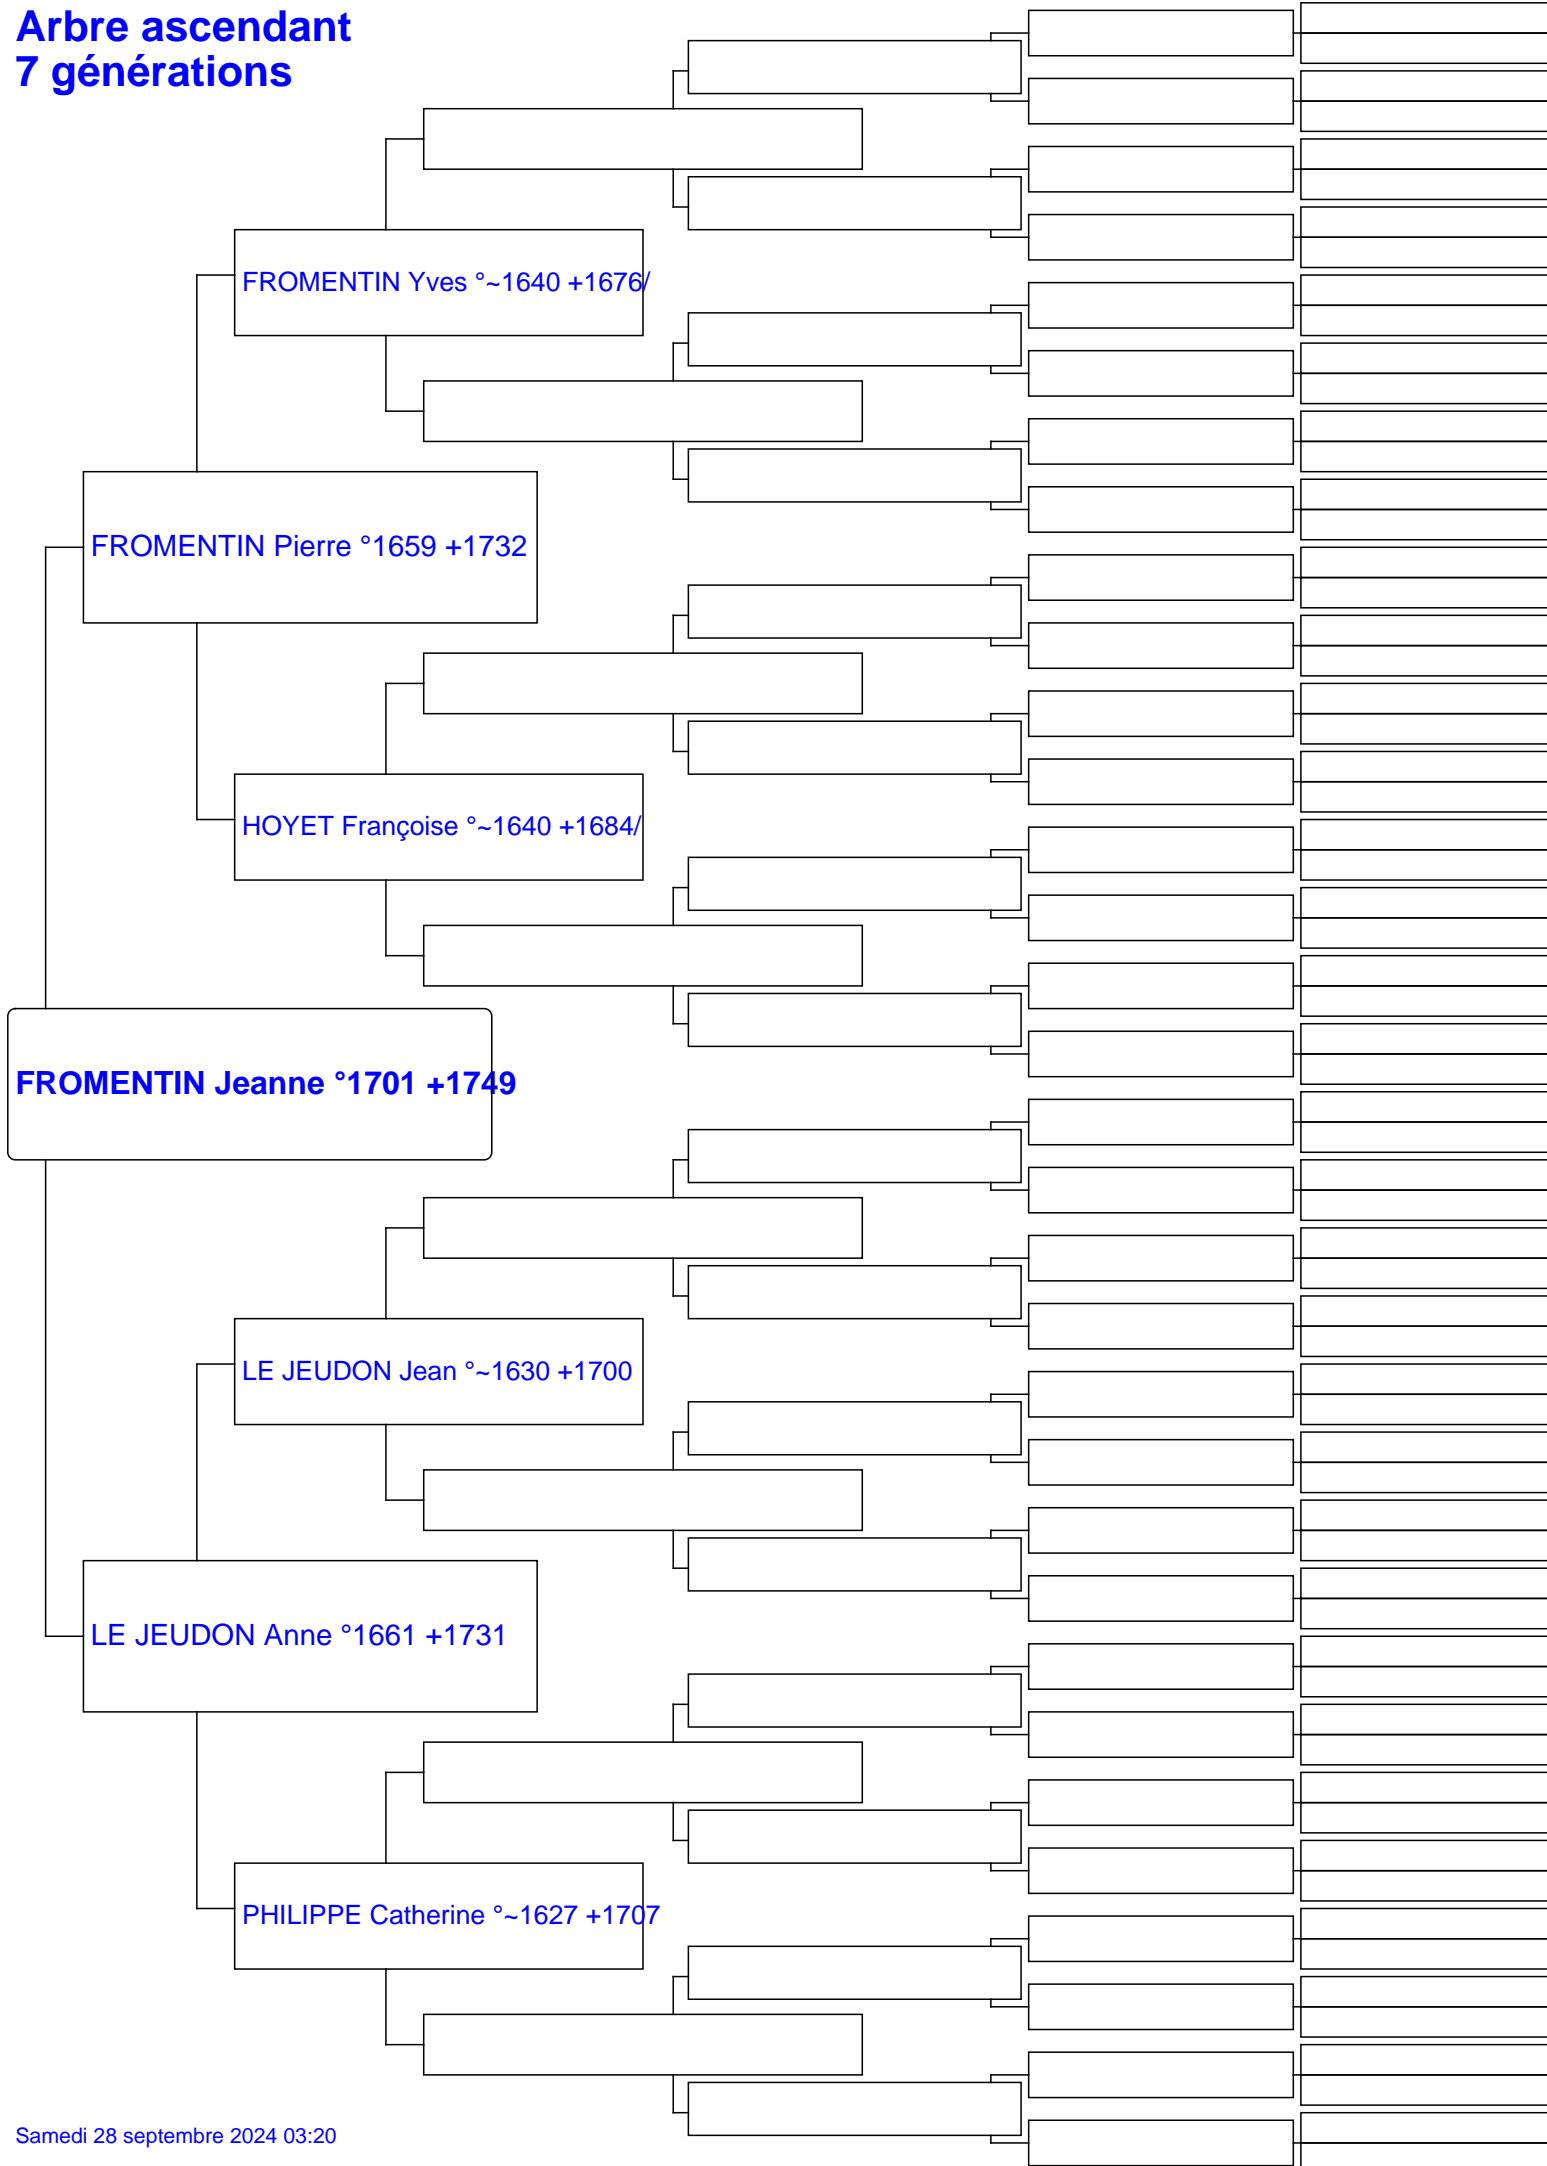 Arbre ascendant
7 générations
FROMENTIN Yves °~1640 +1676/
FROMENTIN Pierre °1659 +1732
HOYET Françoise °~1640 +1684/
FROMENTIN Jeanne °1701 +1749
LE JEUDON Jean °~1630 +1700
LE JEUDON Anne °1661 +1731
PHILIPPE Catherine °~1627 +1707
Samedi 28 septembre 2024 03:20